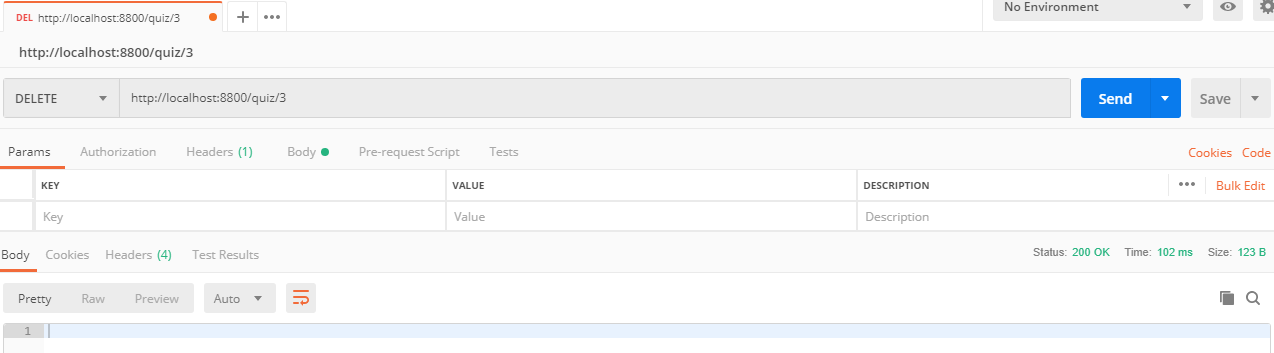 DEL http://localhost:8800/quiz/3 No Environment
http://localhost:8800/quiz/3
DELETE http://localhost:8800/quiz/3 Send Save
Params Authorization Headers (1) Body Pre-request Script Tests Cookies Code
KEY VALUE DESCRIPTION Bulk Edit
Key Value Description
Body Cookies Headers (4) Test Results Status: 200 OK Time: 102 ms Size: 123 B
Pretty Raw Preview Auto
1